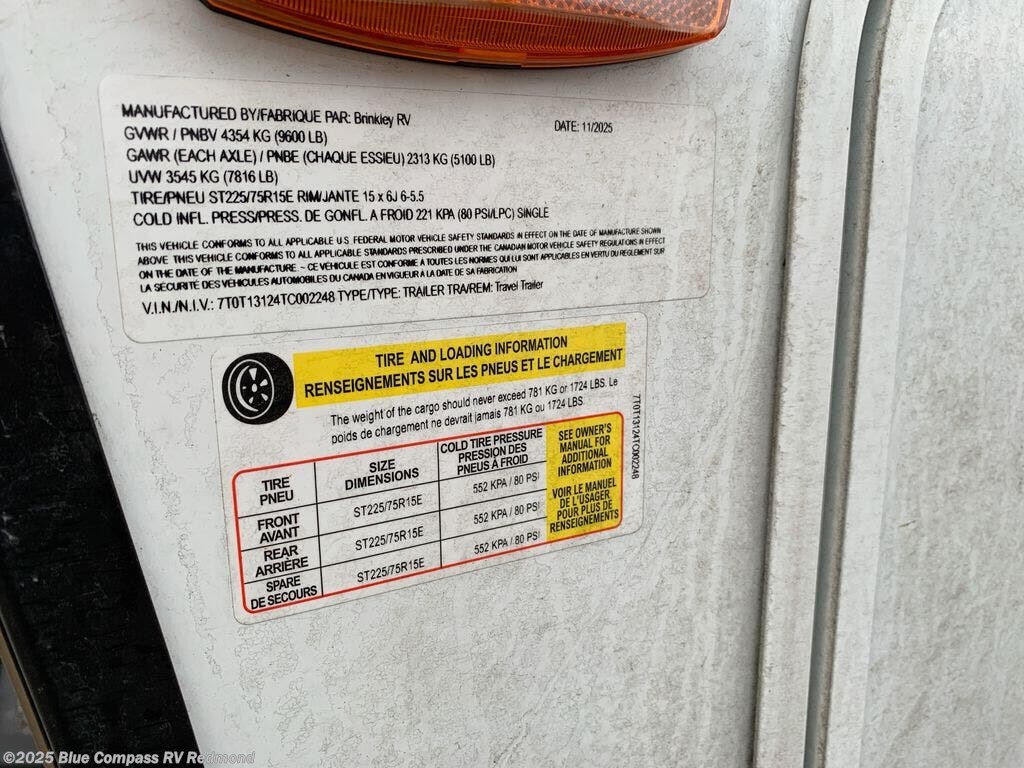 MANUFACTURED BY/FABRIQUE PAR: Brinkley RV
DATE: 11/2025
GVWR / PNBV 4354 KG (9600 LB)
GAWR (EACH AXLE) / PNBE (CHAQUE ESSIEU) 2313 KG (5100 LB)
UVW 3545 KG (7816 LB)
TIRE/PNEU ST225/75R15E RIM/JANTE 15 x 6J 6-5.5
COLD INFL. PRESS/PRESS. DE GONFL. A FROID 221 KPA (80 PSI/LPC) SINGLE
THIS VEHICLE CONFORMS TO ALL APPLICABLE U.S. FEDERAL MOTOR VEHICLE SAFETY STANDARDS IN EFFECT ON THE DATE OF MANUFACTURE SHOWN
ABOVE THIS VEHICLE CONFORMS TO ALL APPLICABLE STANDARDS PRESCRIBED UNDER THE CANADIAN MOTOR VEHICLE SAFETY REGULATIONS IN EFFECT
ON THE DATE OF THE MANUFACTURE. ~ CE VEHICULE EST CONFORME À TOUTES LES NORMES QUI LUI SONT APPLICABLES EN VERTU DU REGLEMENT SUR
LA SÉCURITÉ DES VEHICULES AUTOMOBILES DU CANADA EN VIGUEUR À LA DATE DE SA FABRICATION
V.I.N./N.I.V.: 7T0T13124TC002248 TYPE/TYPE: TRAILER TRA/REM: Travel Trailer
TIRE AND LOADING INFORMATION
RENSEIGNEMENTS SUR LES PNEUS ET LE CHARGEMENT
The weight of the cargo should never exceed 781 KG or 1724 LBS. Le
poids de chargement ne devrait jamais 781 KG ou 1724 LBS
TIRE
PNEU
SIZE
DIMENSIONS
COLD TIRE PRESSURE
PRESSION DES
PNEUS À FROID
FRONT
AVANT
ST225/75R15E
552 KPA / 80 PSI
REAR
ARRIÈRE
ST225/75R15E
552 KPA / 80 PSI
SPARE
DE SECOURS
ST225/75R15E
552 KPA / 80 PSI
SEE OWNER'S
MANUAL FOR
ADDITIONAL
INFORMATION
VOIR LE MANUEL
DE L'USAGER
POUR PLUS DE
RENSEIGNEMENTS
7T0T13124TC002248
©2025 Blue Compass RV Redmond